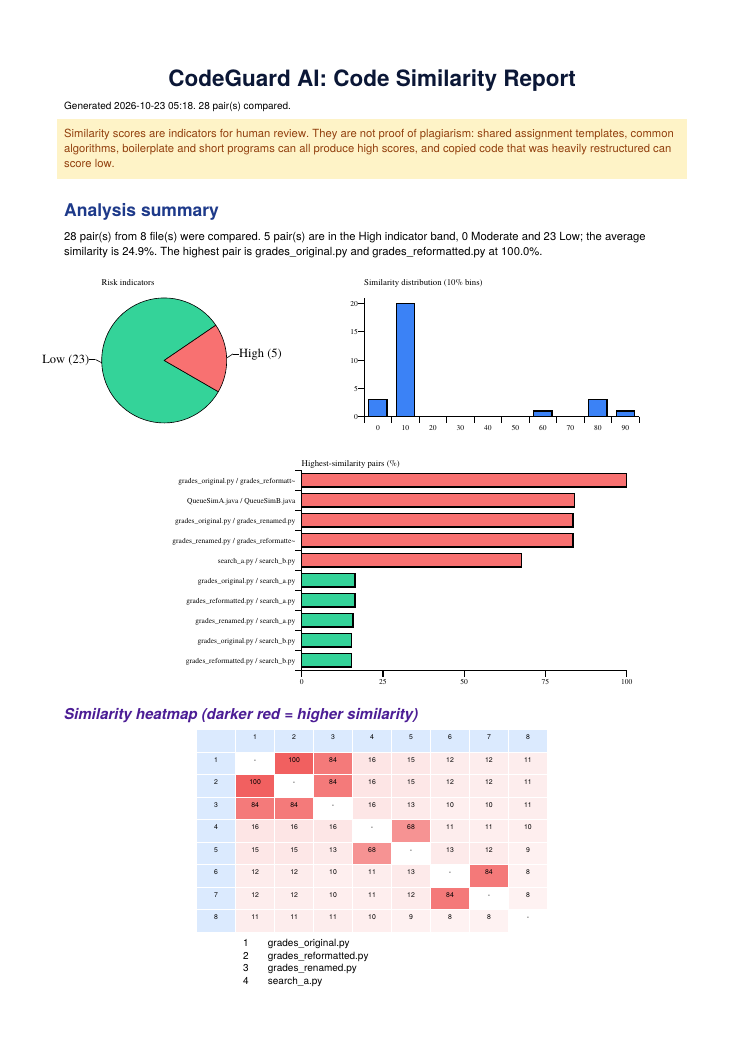 CodeGuard AI: Code Similarity Report
Generated 2026-10-23 05:18. 28 pair(s) compared.
Similarity scores are indicators for human review. They are not proof of plagiarism: shared assignment templates, common
algorithms, boilerplate and short programs can all produce high scores, and copied code that was heavily restructured can
score low.
Analysis summary
28 pair(s) from 8 file(s) were compared. 5 pair(s) are in the High indicator band, 0 Moderate and 23 Low; the average
similarity is 24.9%. The highest pair is grades_original.py and grades_reformatted.py at 100.0%.
Risk indicators
Low (23)
High (5)
Similarity distribution (10% bins)
20
15
10
5
0
0 10 20 30 40 50 60 70 80 90
Highest-similarity pairs (%)
grades_original.py / grades_reformatt~
QueueSimA.java / QueueSimB.java
grades_original.py / grades_renamed.py
grades_renamed.py / grades_reformatte~
search_a.py / search_b.py
grades_original.py / search_a.py
grades_reformatted.py / search_a.py
grades_renamed.py / search_a.py
grades_original.py / search_b.py
grades_reformatted.py / search_b.py
0 25 50 75 100
Similarity heatmap (darker red = higher similarity)
1 2 3 4 5 6 7 8
1 - 100 84 16 15 12 12 11
2 100 - 84 16 15 12 12 11
3 84 84 - 16 13 10 10 11
4 16 16 16 - 68 11 11 10
5 15 15 13 68 - 13 12 9
6 12 12 10 11 13 - 84 8
7 12 12 10 11 12 84 - 8
8 11 11 11 10 9 8 8 -
1 grades_original.py
2 grades_reformatted.py
3 grades_renamed.py
4 search_a.py